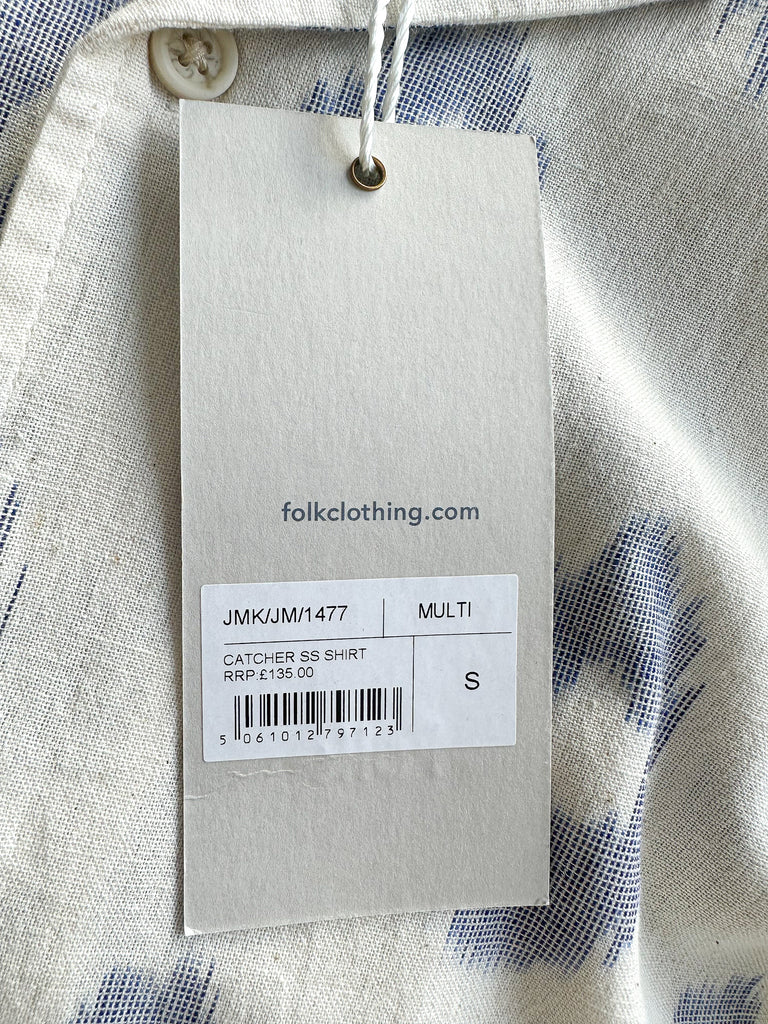 folkclothing.com
JMK/JM/1477 MULTI
CATCHER SS SHIRT
RRP:£135.00
S
5 061012 797123